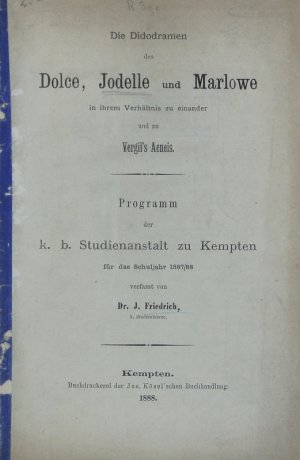 Die Didodramen
des
Dolce, Jodelle und Marlowe
in ihrem Verhältnis zu einander
und zu
Vergil's Aeneis.
Programm
der
k. b. Studienanstalt zu Kempten
für das Schuljahr 1887/88
verfasst von
Dr. J. Friedrich,
k. Studienlehrer.
Kempten.
Buchdruckerei der Jos. Kösel'schen Buchhandlung.
1888.